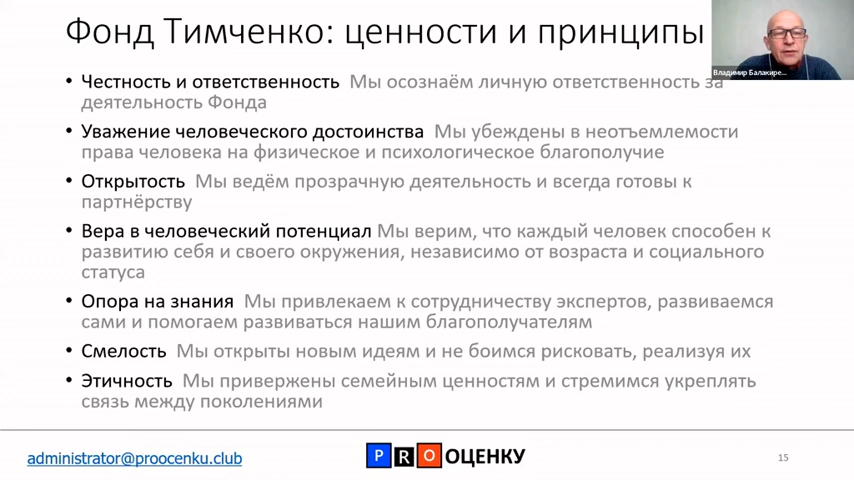 Фонд Тимченко: ценности и принципы
Владимир Балакире...
• Честность и ответственность Мы осознаём личную ответственность за
деятельность Фонда
• Уважение человеческого достоинства Мы убеждены в неотъемлемости
права человека на физическое и психологическое благополучие
• Открытость Мы ведём прозрачную деятельность и всегда готовы к
партнёрству
• Вера в человеческий потенциал Мы верим, что каждый человек способен к
развитию себя и своего окружения, независимо от возраста и социального
статуса
• Опора на знания Мы привлекаем к сотрудничеству экспертов, развиваемся
сами и помогаем развиваться нашим благополучателям
• Смелость Мы открыты новым идеям и не боимся рисковать, реализуя их
• Этичность Мы привержены семейным ценностям и стремимся укреплять
связь между поколениями
administrator@proocenku.club
PRO ОЦЕНКУ
15